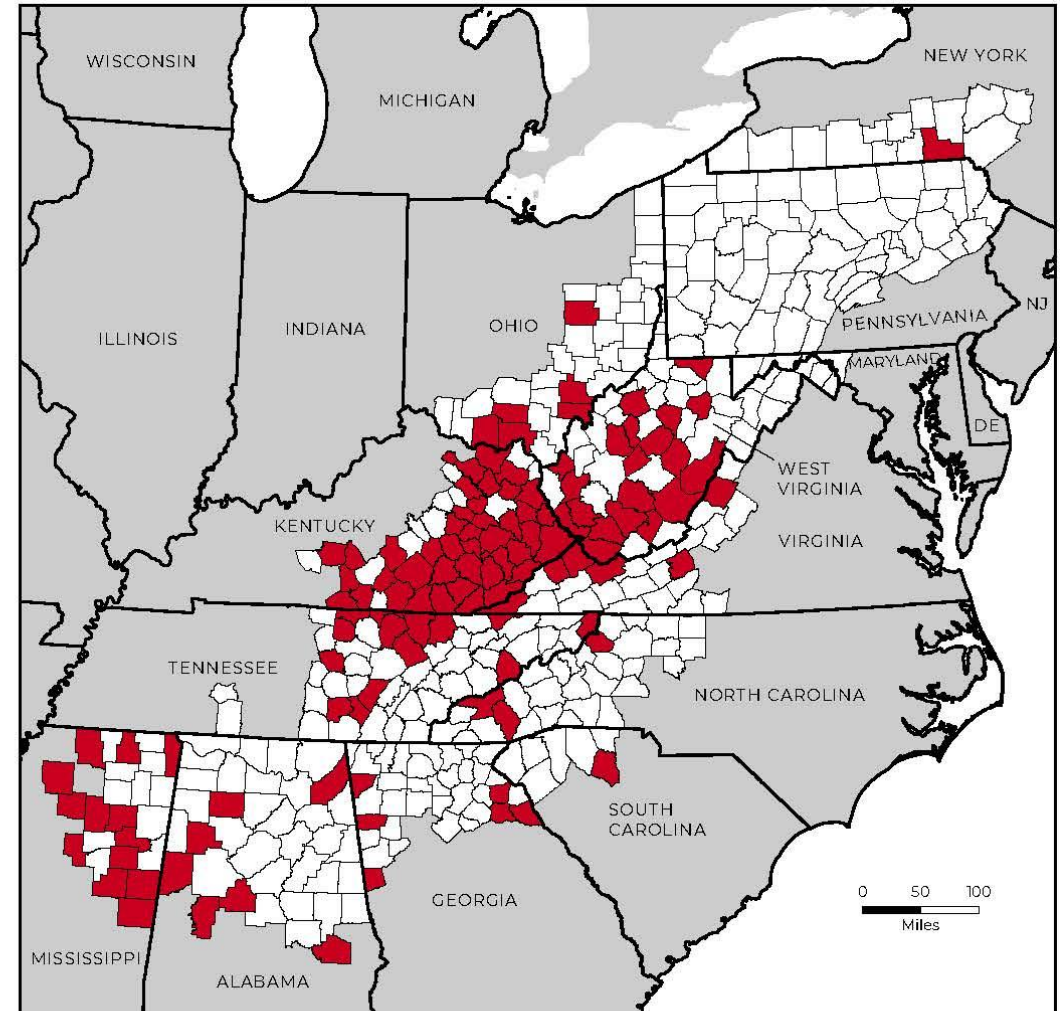 WISCONSIN
MICHIGAN
NEW YORK
ILLINOIS
INDIANA
OHIO
PENNSYLVANIA
NJ
MARYLAND
DE
WEST
VIRGINIA
KENTUCKY
VIRGINIA
TENNESSEE
NORTH CAROLINA
SOUTH
CAROLINA
GEORGIA
0 50 100
Miles
MISSISSIPPI
ALABAMA